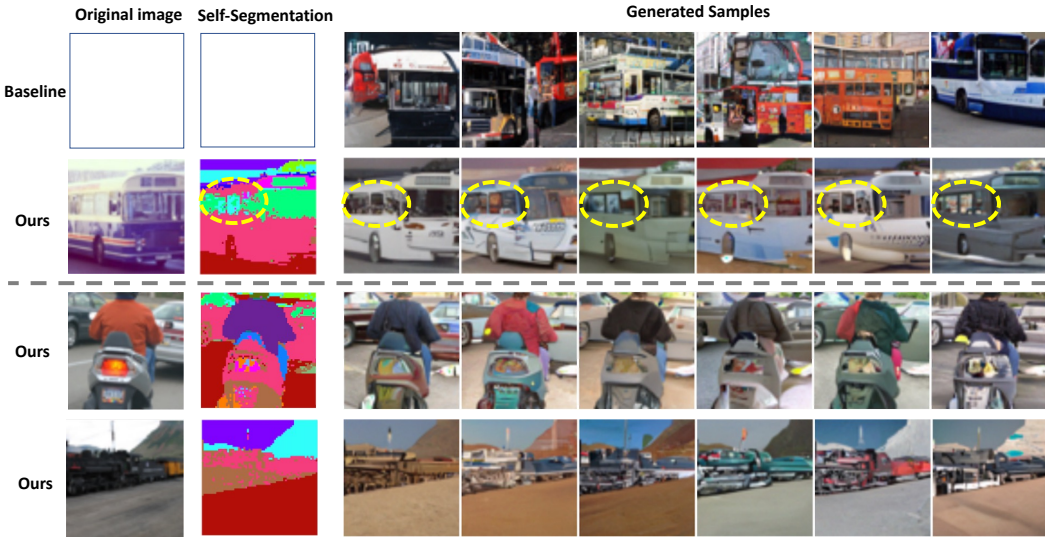 Original image
Self-Segmentation
Generated Samples
Baseline
Ours
Ours
Ours